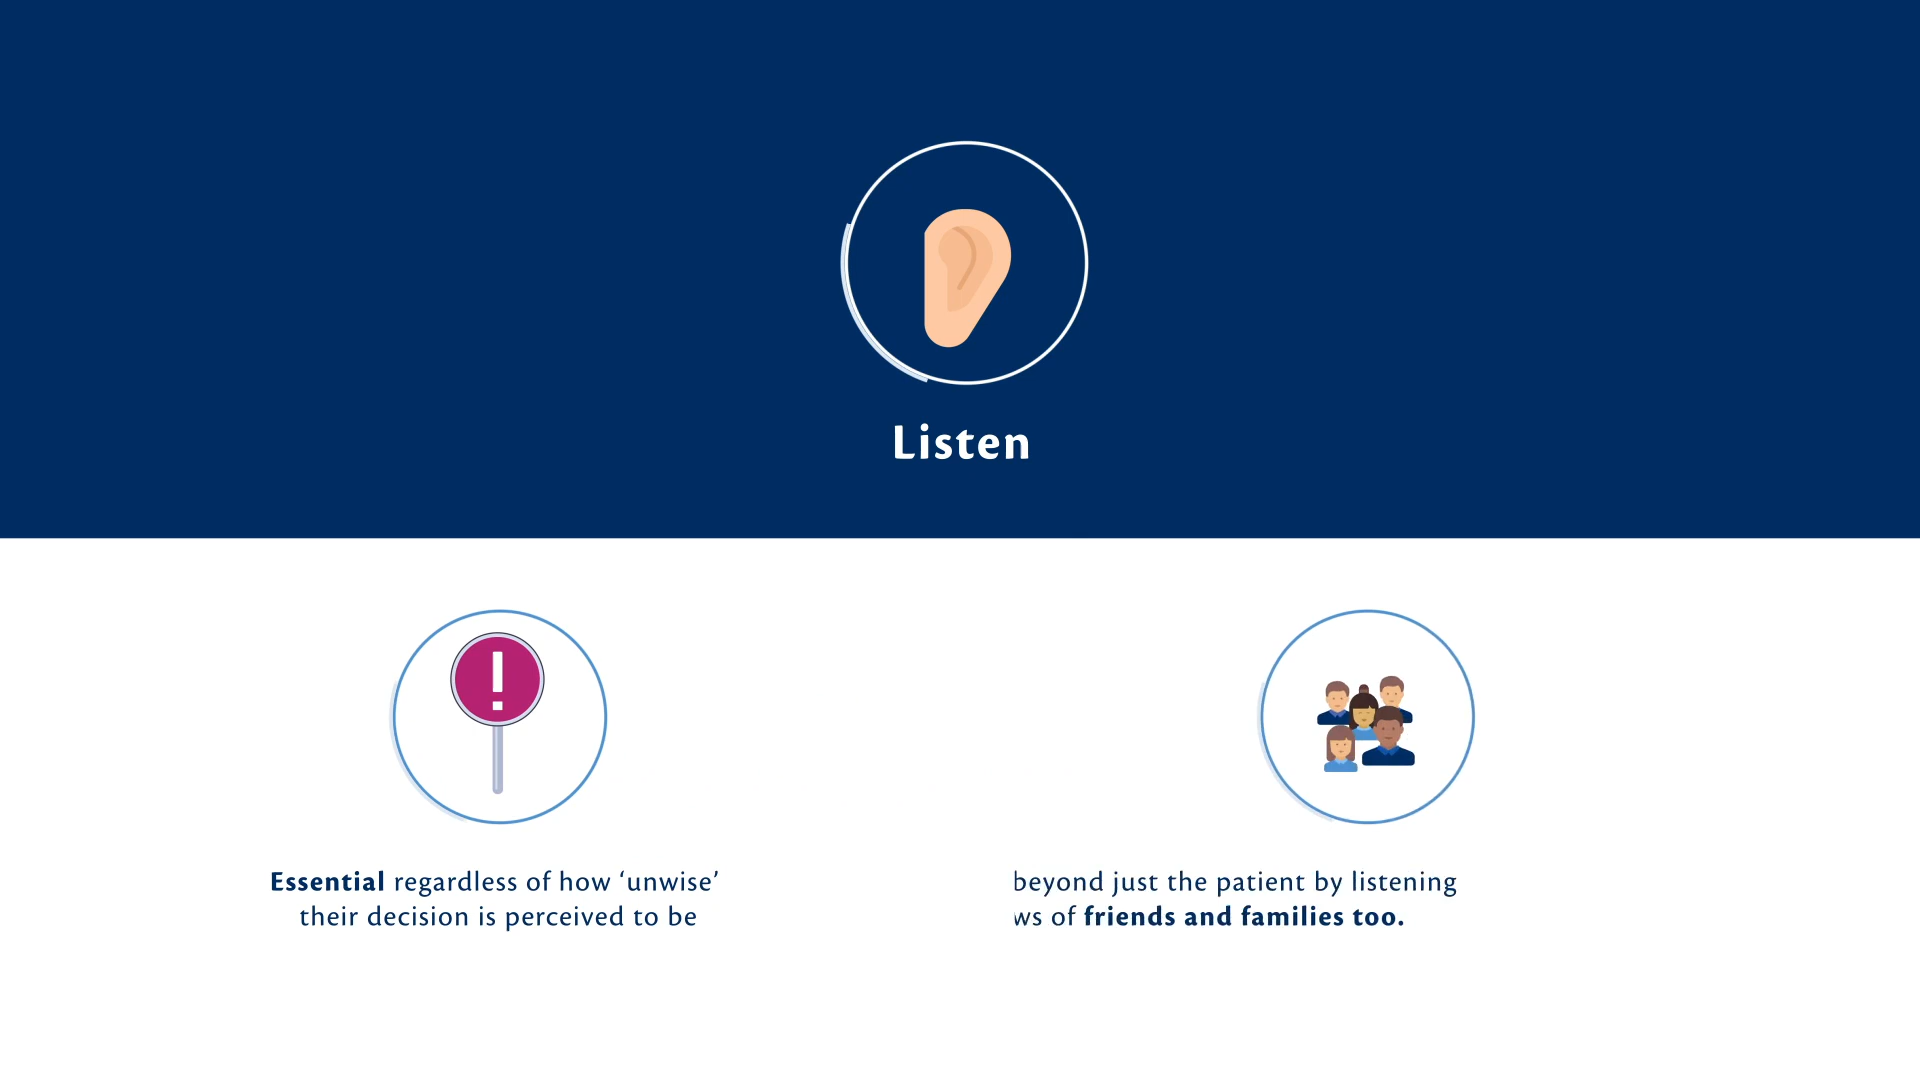 Listen
Essential regardless of how ‘unwise’
their decision is perceived to be
beyond just the patient by listening
ws of friends and families too.